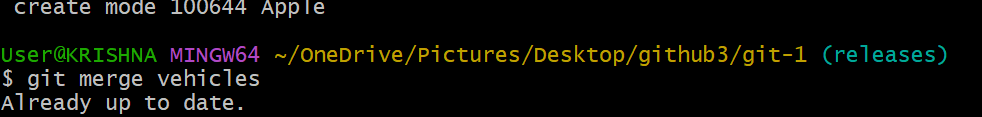 create mode 100644 Apple
User@KRISHNA MINGW64 ~/OneDrive/Pictures/Desktop/github3/git-1 (releases)
$ git merge vehicles
Already up to date.